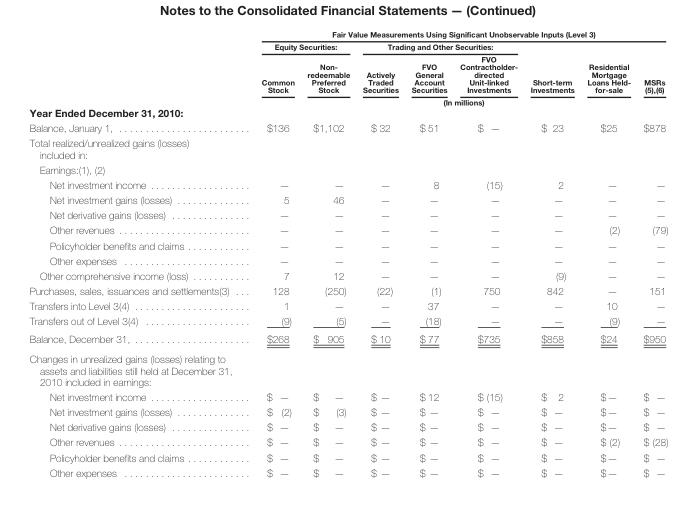 Notes to the Consolidated Financial Statements — (Continued)
Fair Value Measurements Using Significant Unobservable Inputs (Level 3)
Equity Securities: Trading and Other Securities:
Common Stock Non-redeemable Preferred Stock Actively Traded Securities FVO General Account Securities FVO Contractholder-directed Unit-linked Investments Short-term Investments Residential Mortgage Loans Held-for-sale MSRs (5),(6)
(In millions)
Year Ended December 31, 2010:
Balance, January 1, . . . . . . . . . . . . . . . . . . . . . . . . . $136 $1,102 $ 32 $ 51 $ — $ 23 $25 $878
Total realized/unrealized gains (losses)
included in:
Earnings:(1), (2)
Net investment income . . . . . . . . . . . . . . . . . . . — — — 8 (15) 2 — —
Net investment gains (losses) . . . . . . . . . . . . . . . 5 46 — — — — — —
Net derivative gains (losses) . . . . . . . . . . . . . . . . — — — — — — — —
Other revenues . . . . . . . . . . . . . . . . . . . . . . . . — — — — — — (2) (79)
Policyholder benefits and claims . . . . . . . . . . . . . — — — — — — — —
Other expenses . . . . . . . . . . . . . . . . . . . . . . . . — — — — — — — —
Other comprehensive income (loss) . . . . . . . . . . . . . 7 12 — — — (9) — —
Purchases, sales, issuances and settlements(3) . . . 128 (250) (22) (1) 750 842 — 151
Transfers into Level 3(4) . . . . . . . . . . . . . . . . . . . . . 1 — — 37 — — 10 —
Transfers out of Level 3(4) . . . . . . . . . . . . . . . . . . . (9) (5) — (18) — — (9) —
Balance, December 31, . . . . . . . . . . . . . . . . . . . . . . $268 $ 905 $ 10 $ 77 $735 $858 $24 $950
Changes in unrealized gains (losses) relating to
assets and liabilities still held at December 31,
2010 included in earnings:
Net investment income . . . . . . . . . . . . . . . . . . . $ — $ — $ — $ 12 $ (15) $ 2 $ — $ —
Net investment gains (losses) . . . . . . . . . . . . . . . $ (2) $ (3) $ — $ — $ — $ — $ — $ —
Net derivative gains (losses) . . . . . . . . . . . . . . . . $ — $ — $ — $ — $ — $ — $ — $ —
Other revenues . . . . . . . . . . . . . . . . . . . . . . . . $ — $ — $ — $ — $ — $ — $ (2) $ (28)
Policyholder benefits and claims . . . . . . . . . . . . . $ — $ — $ — $ — $ — $ — $ — $ —
Other expenses . . . . . . . . . . . . . . . . . . . . . . . . $ — $ — $ — $ — $ — $ — $ — $ —